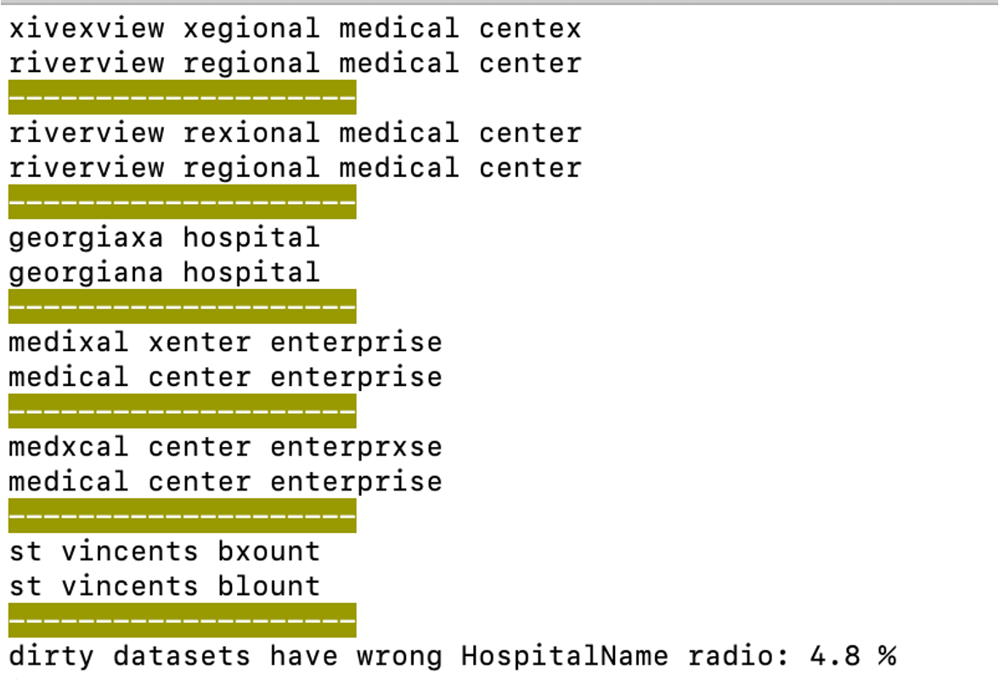 xivexview xegional medical centex
riverview regional medical center
--------------------
riverview rexional medical center
riverview regional medical center
--------------------
georgiaxa hospital
georgiana hospital
--------------------
medixal xenter enterprise
medical center enterprise
--------------------
medxcal center enterprxse
medical center enterprise
--------------------
st vincents bxount
st vincents blount
--------------------
dirty datasets have wrong HospitalName radio: 4.8 %